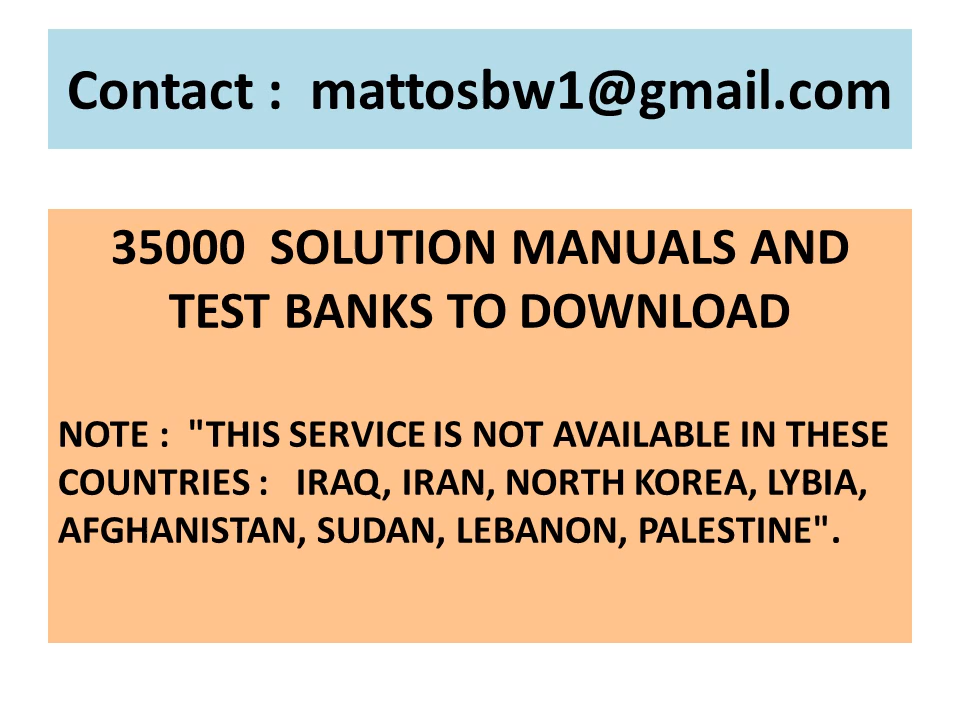 Contact :  mattosbw1@gmail.com
35000  SOLUTION MANUALS AND
TEST BANKS TO DOWNLOAD
NOTE :  "THIS SERVICE IS NOT AVAILABLE IN THESE
COUNTRIES :   IRAQ, IRAN, NORTH KOREA, LYBIA,
AFGHANISTAN, SUDAN, LEBANON, PALESTINE".